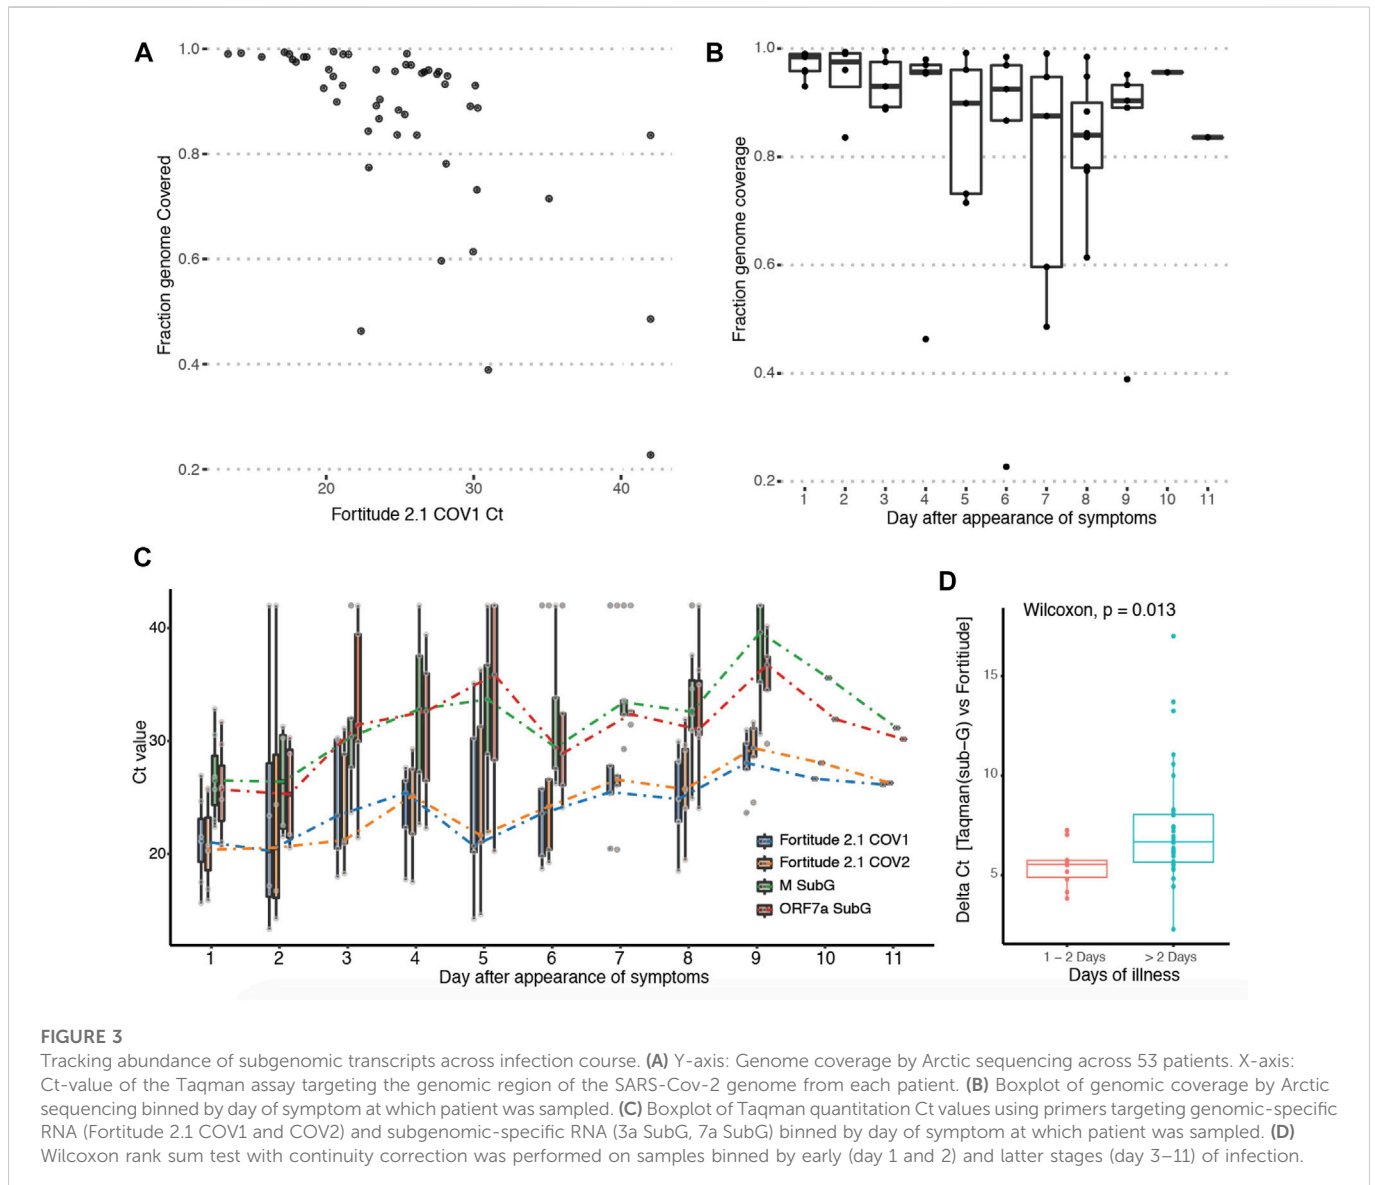 A
1.0
0.8
0.6
0.4
0.2
Fraction genome Covered
20
30
40
Fortitude 2.1 COV1 Ct
B
1.0
0.8
0.6
0.4
0.2
Fraction genome coverage
1 2 3 4 5 6 7 8 9 10 11
Day after appearance of symptoms
C
40
30
20
Ct value
1 2 3 4 5 6 7 8 9 10 11
Day after appearance of symptoms
Fortitude 2.1 COV1
Fortitude 2.1 COV2
M SubG
ORF7a SubG
D
Wilcoxon, p = 0.013
15
10
5
Delta Ct [Taqman(sub−G) vs Fortitiude]
1 − 2 Days
> 2 Days
Days of illness
FIGURE 3
Tracking abundance of subgenomic transcripts across infection course. (A) Y-axis: Genome coverage by Arctic sequencing across 53 patients. X-axis:
Ct-value of the Taqman assay targeting the genomic region of the SARS-Cov-2 genome from each patient. (B) Boxplot of genomic coverage by Arctic
sequencing binned by day of symptom at which patient was sampled. (C) Boxplot of Taqman quantitation Ct values using primers targeting genomic-specific
RNA (Fortitude 2.1 COV1 and COV2) and subgenomic-specific RNA (3a SubG, 7a SubG) binned by day of symptom at which patient was sampled. (D)
Wilcoxon rank sum test with continuity correction was performed on samples binned by early (day 1 and 2) and latter stages (day 3–11) of infection.